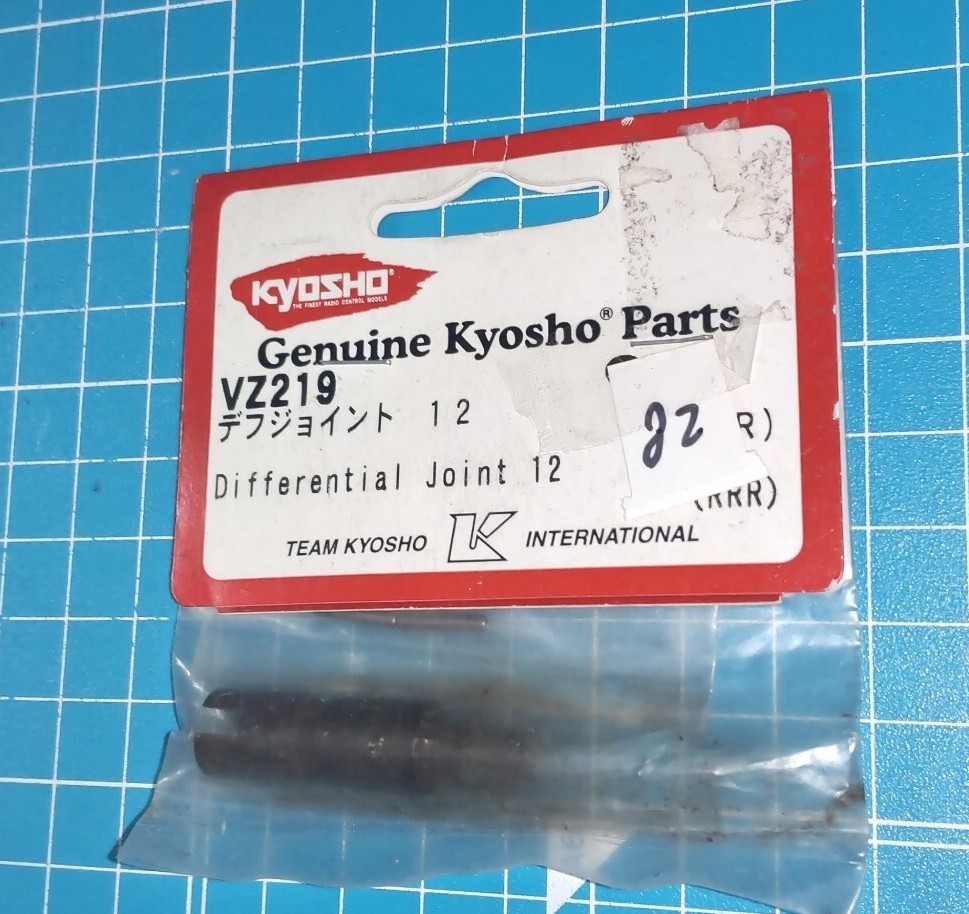 KYOSHO®
THE FINEST RADIO CONTROL MODELS
Genuine Kyosho® Parts
VZ219
デフジョイント 12
R)
Differential Joint 12
(RRR)
TEAM KYOSHO K INTERNATIONAL